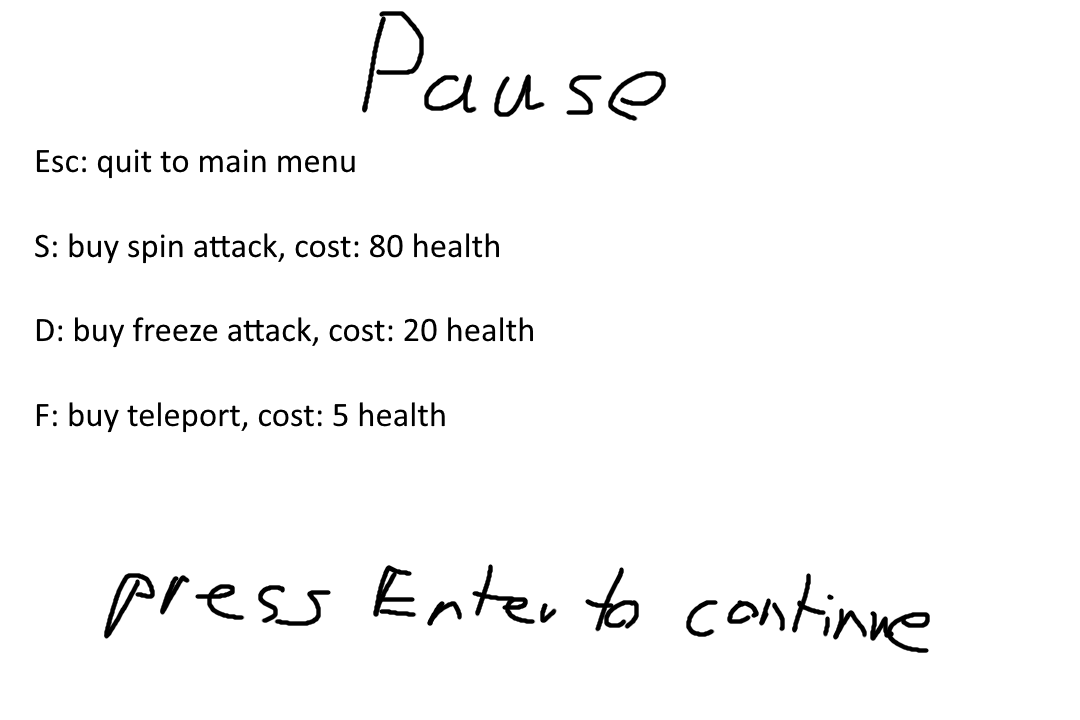 Pause
Esc: quit to main menu
S: buy spin attack, cost: 80 health
D: buy freeze attack, cost: 20 health
F: buy teleport, cost: 5 health
press Enter to continue